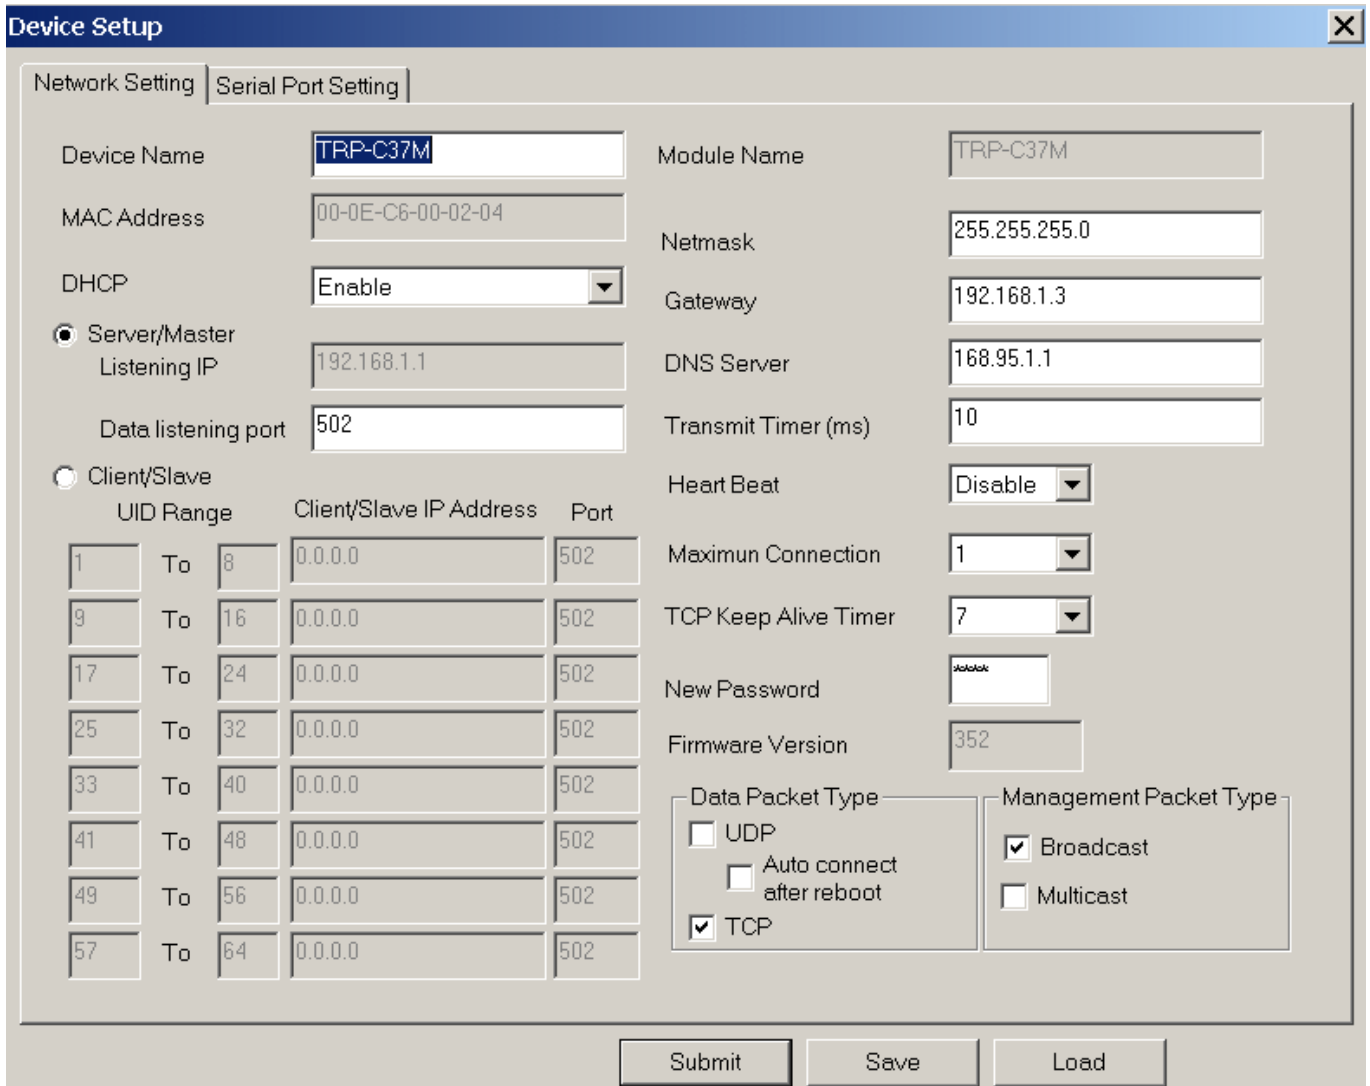 Device Setup
Network Setting Serial Port Setting
Device Name TRP-C37M
MAC Address 00-0E-C6-00-02-04
DHCP Enable
Server/Master
Listening IP 192.168.1.1
Data listening port 502
Client/Slave
UID Range Client/Slave IP Address Port
1 To 8 0.0.0.0 502
9 To 16 0.0.0.0 502
17 To 24 0.0.0.0 502
25 To 32 0.0.0.0 502
33 To 40 0.0.0.0 502
41 To 48 0.0.0.0 502
49 To 56 0.0.0.0 502
57 To 64 0.0.0.0 502
Module Name TRP-C37M
Netmask 255.255.255.0
Gateway 192.168.1.3
DNS Server 168.95.1.1
Transmit Timer (ms) 10
Heart Beat Disable
Maximun Connection 1
TCP Keep Alive Timer 7
New Password *****
Firmware Version 352
Data Packet Type
UDP
Auto connect
after reboot
TCP
Management Packet Type
Broadcast
Multicast
Submit Save Load